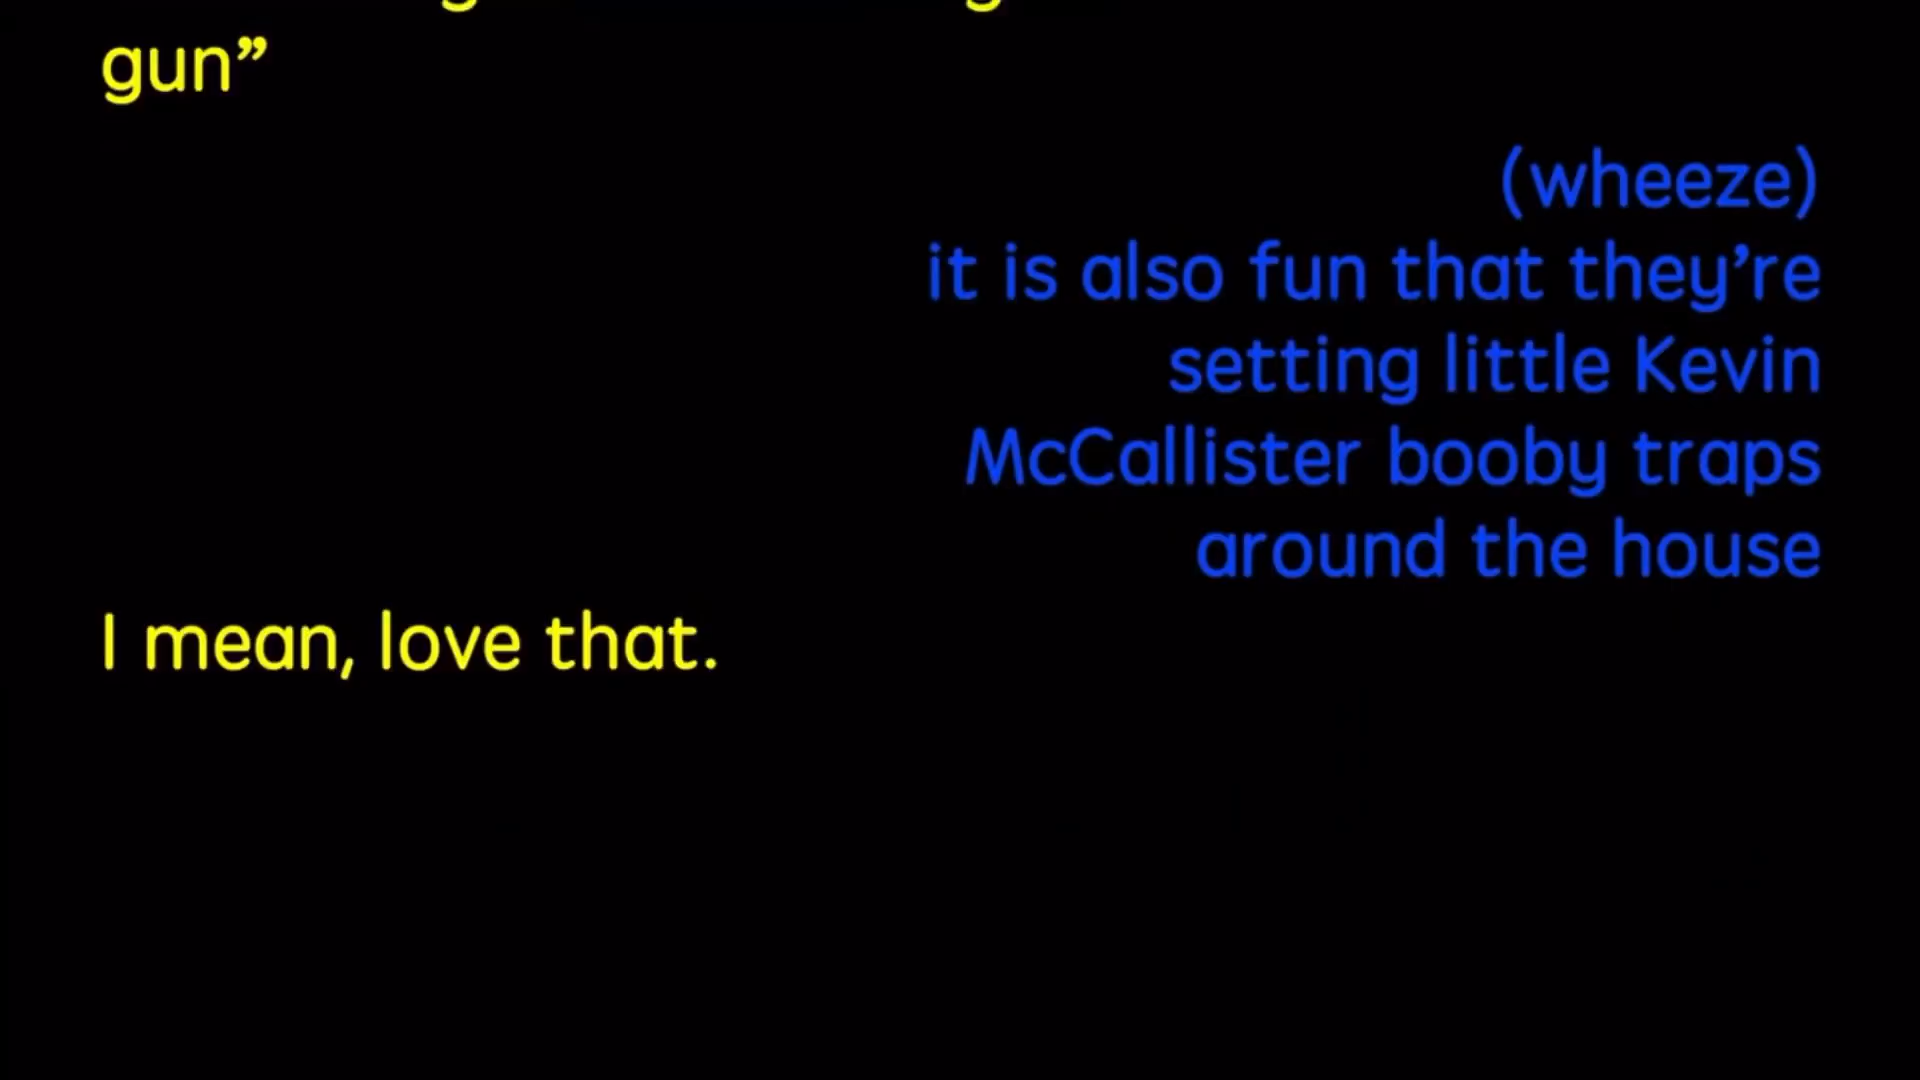 gun”
(wheeze)
it is also fun that they’re
setting little Kevin
McCallister booby traps
around the house
I mean, love that.